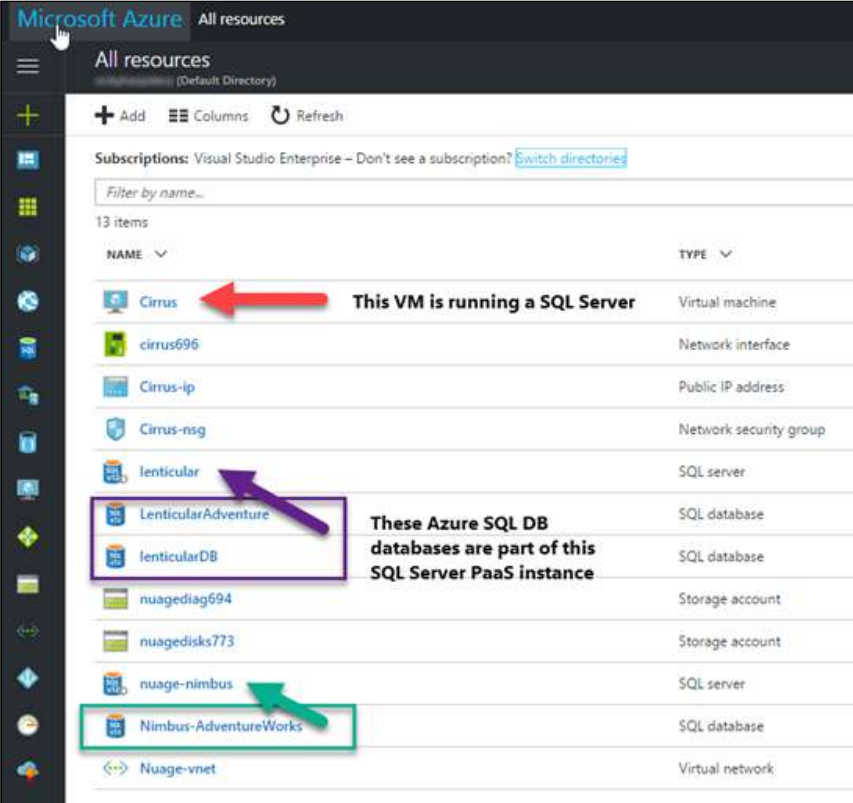 Microsoft Azure All resources
All resources
(Default Directory)
Add Columns Refresh
Subscriptions: Visual Studio Enterprise – Don't see a subscription? Switch directories
Filter by name...
13 items
NAME TYPE
Cirrus This VM is running a SQL Server Virtual machine
cirrus696 Network interface
Cirrus-ip Public IP address
Cirrus-nsg Network security group
lenticular SQL server
LenticularAdventure SQL database
These Azure SQL DB
databases are part of this
SQL Server PaaS instance
lenticularDB SQL database
nuagediag694 Storage account
nuagedisks773 Storage account
nuage-nimbus SQL server
Nimbus-AdventureWorks SQL database
Nuage-vnet Virtual network